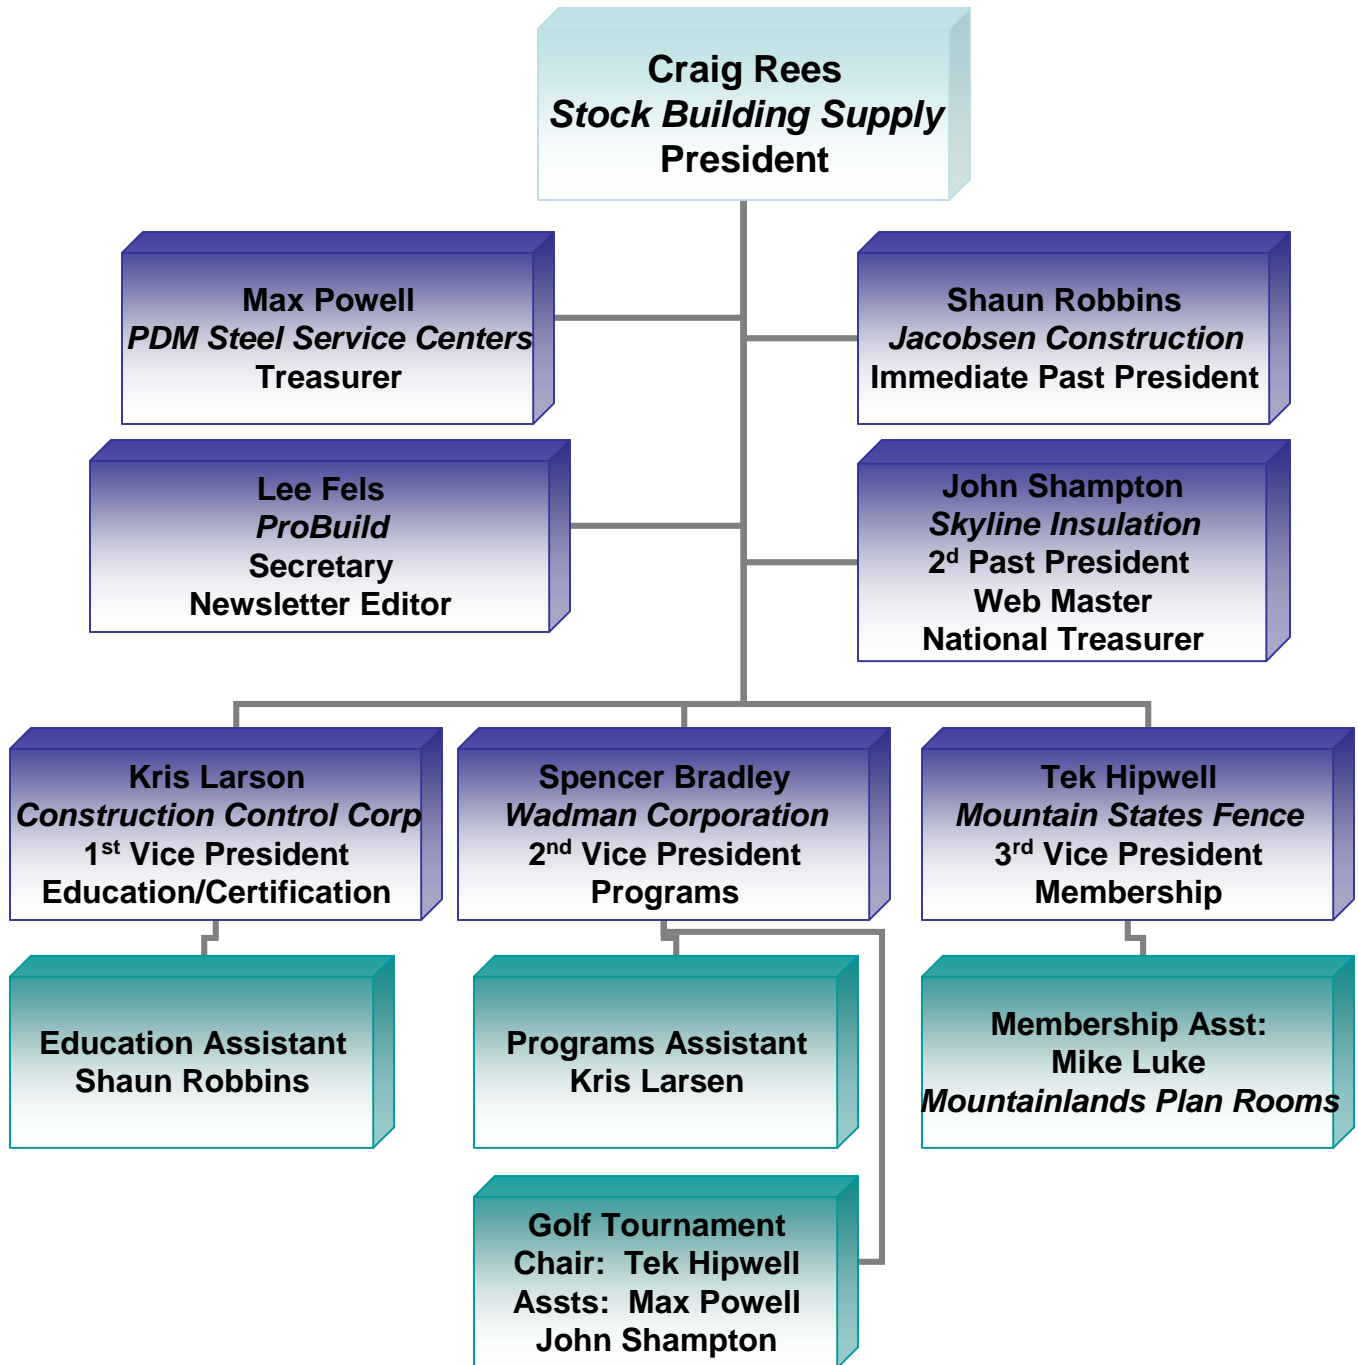 Craig Rees
Stock Building Supply
President
Max Powell
PDM Steel Service Centers
Treasurer
Shaun Robbins
Jacobsen Construction
Immediate Past President
Lee Fels
ProBuild
Secretary
Newsletter Editor
John Shampton
Skyline Insulation
2d Past President
Web Master
National Treasurer
Kris Larson
Construction Control Corp
1st Vice President
Education/Certification
Spencer Bradley
Wadman Corporation
2nd Vice President
Programs
Tek Hipwell
Mountain States Fence
3rd Vice President
Membership
Education Assistant
Shaun Robbins
Programs Assistant
Kris Larsen
Membership Asst:
Mike Luke
Mountainlands Plan Rooms
Golf Tournament
Chair: Tek Hipwell
Assts: Max Powell
John Shampton